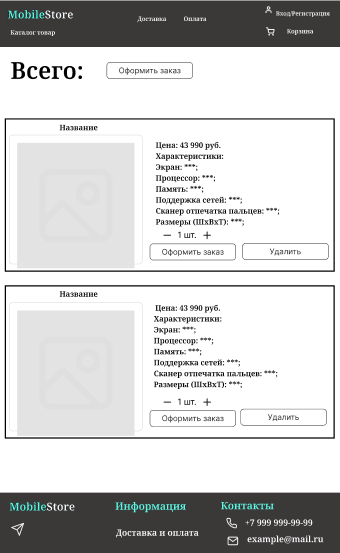 MobileStore
Доставка
Оплата
Вход/Регистрация
Каталог товар
Корзина
Всего:
Оформить заказ
Название
Цена: 43 990 руб.
Характеристики:
Экран: ***;
Процессор: ***;
Память: ***;
Поддержка сетей: ***;
Сканер отпечатка пальцев: ***;
Размеры (ШxВxТ): ***;
— 1 шт. +
Оформить заказ
Удалить
Название
Цена: 43 990 руб.
Характеристики:
Экран: ***;
Процессор: ***;
Память: ***;
Поддержка сетей: ***;
Сканер отпечатка пальцев: ***;
Размеры (ШxВxТ): ***;
— 1 шт. +
Оформить заказ
Удалить
MobileStore
Информация
Контакты
+7 999 999-99-99
Доставка и оплата
example@mail.ru